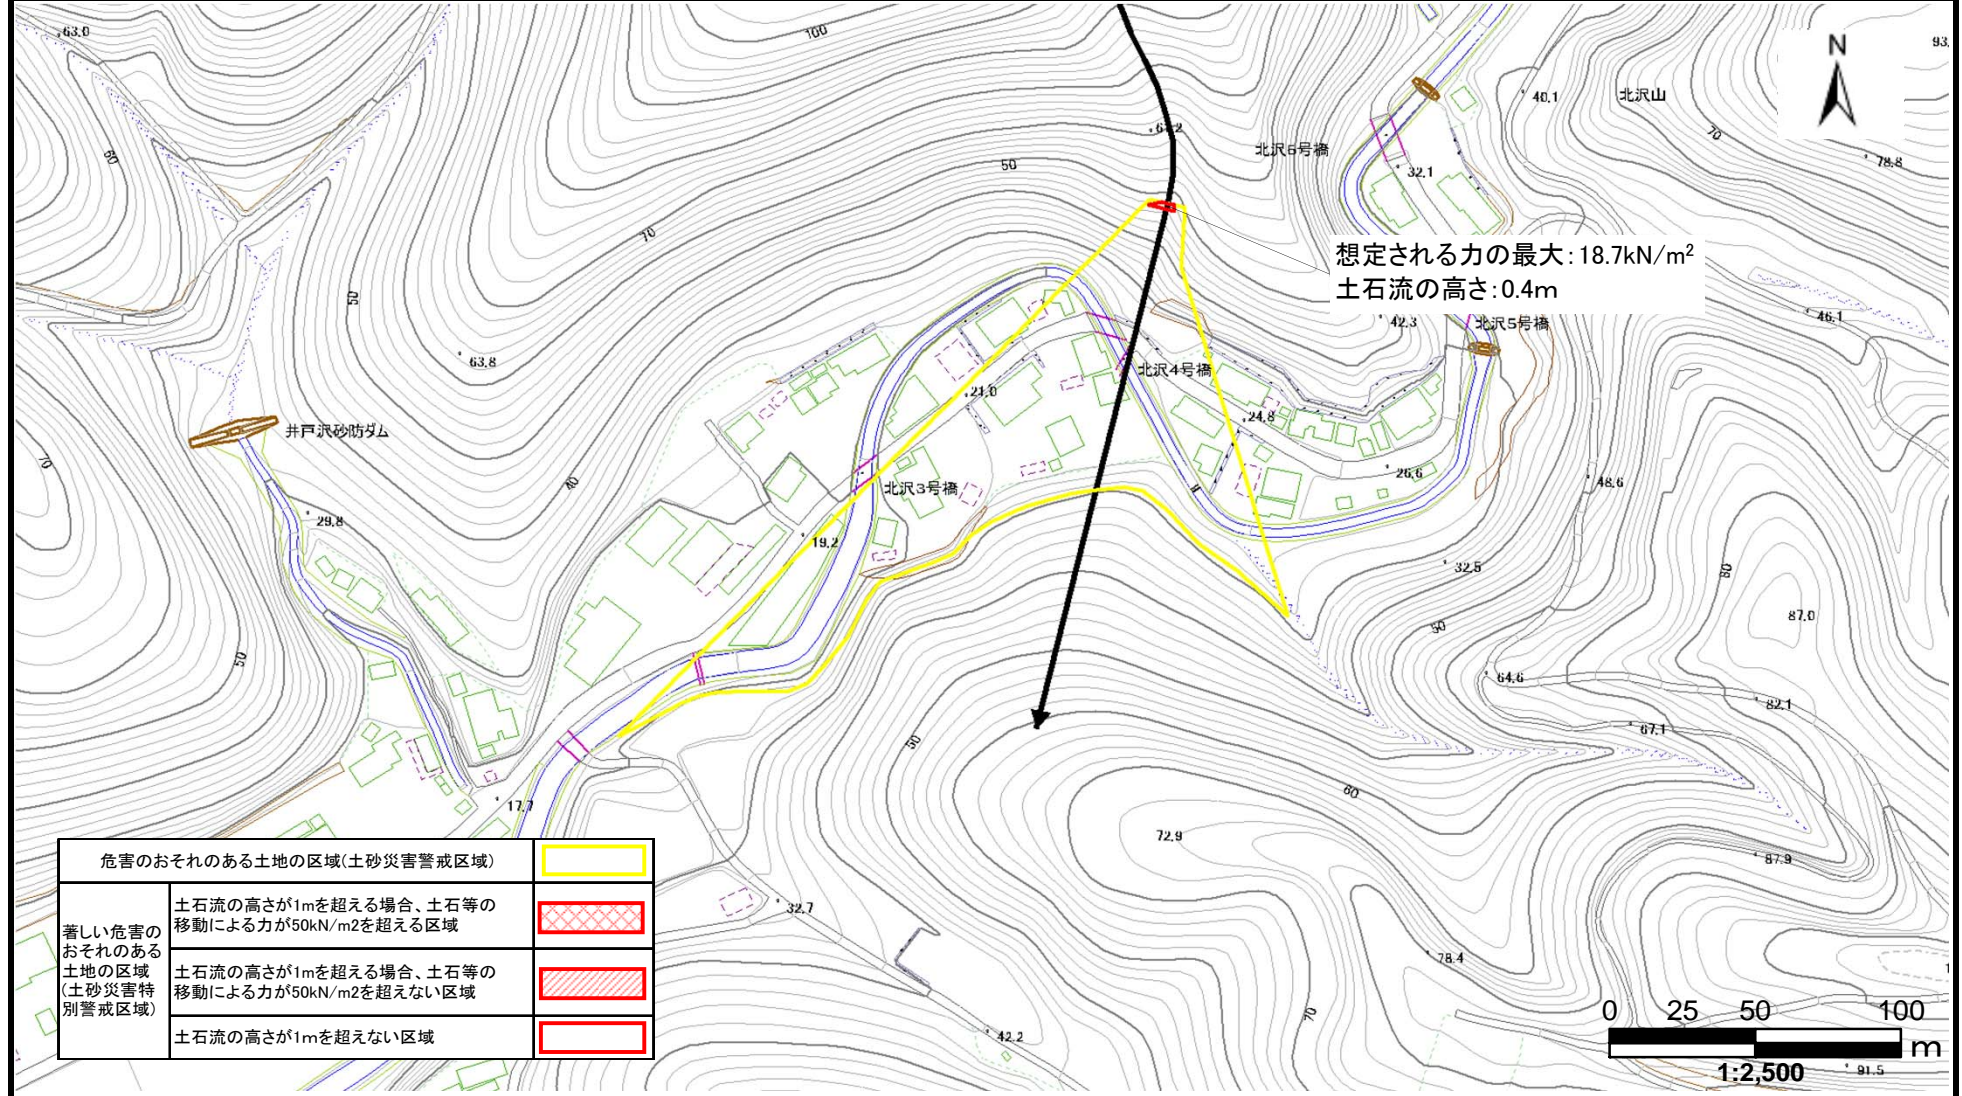 63.0
100
N
93.
67.2
40.1
北沢山
70
60
50
北沢6号橋
32.1
78.8
70
想定される力の最大:18.7kN/m²
土石流の高さ:0.4m
50
46.1
42.3
北沢5号橋
63.8
北沢4号橋
21.0
24.8
井戸沢砂防ダム
70
40
北沢3号橋
26.6
48.6
29.8
19.2
32.5
80
87.0
50
50
64.6
82.1
67.1
50
60
17.7
72.9
87.9
危害のおそれのある土地の区域(土砂災害警戒区域)
著しい危害の
おそれのある
土地の区域
(土砂災害特
別警戒区域)
土石流の高さが1mを超える場合、土石等の
移動による力が50kN/m2を超える区域
土石流の高さが1mを超える場合、土石等の
移動による力が50kN/m2を超えない区域
土石流の高さが1mを超えない区域
32.7
78.4
42.2
70
0 25 50 100
m
1:2,500
91.5